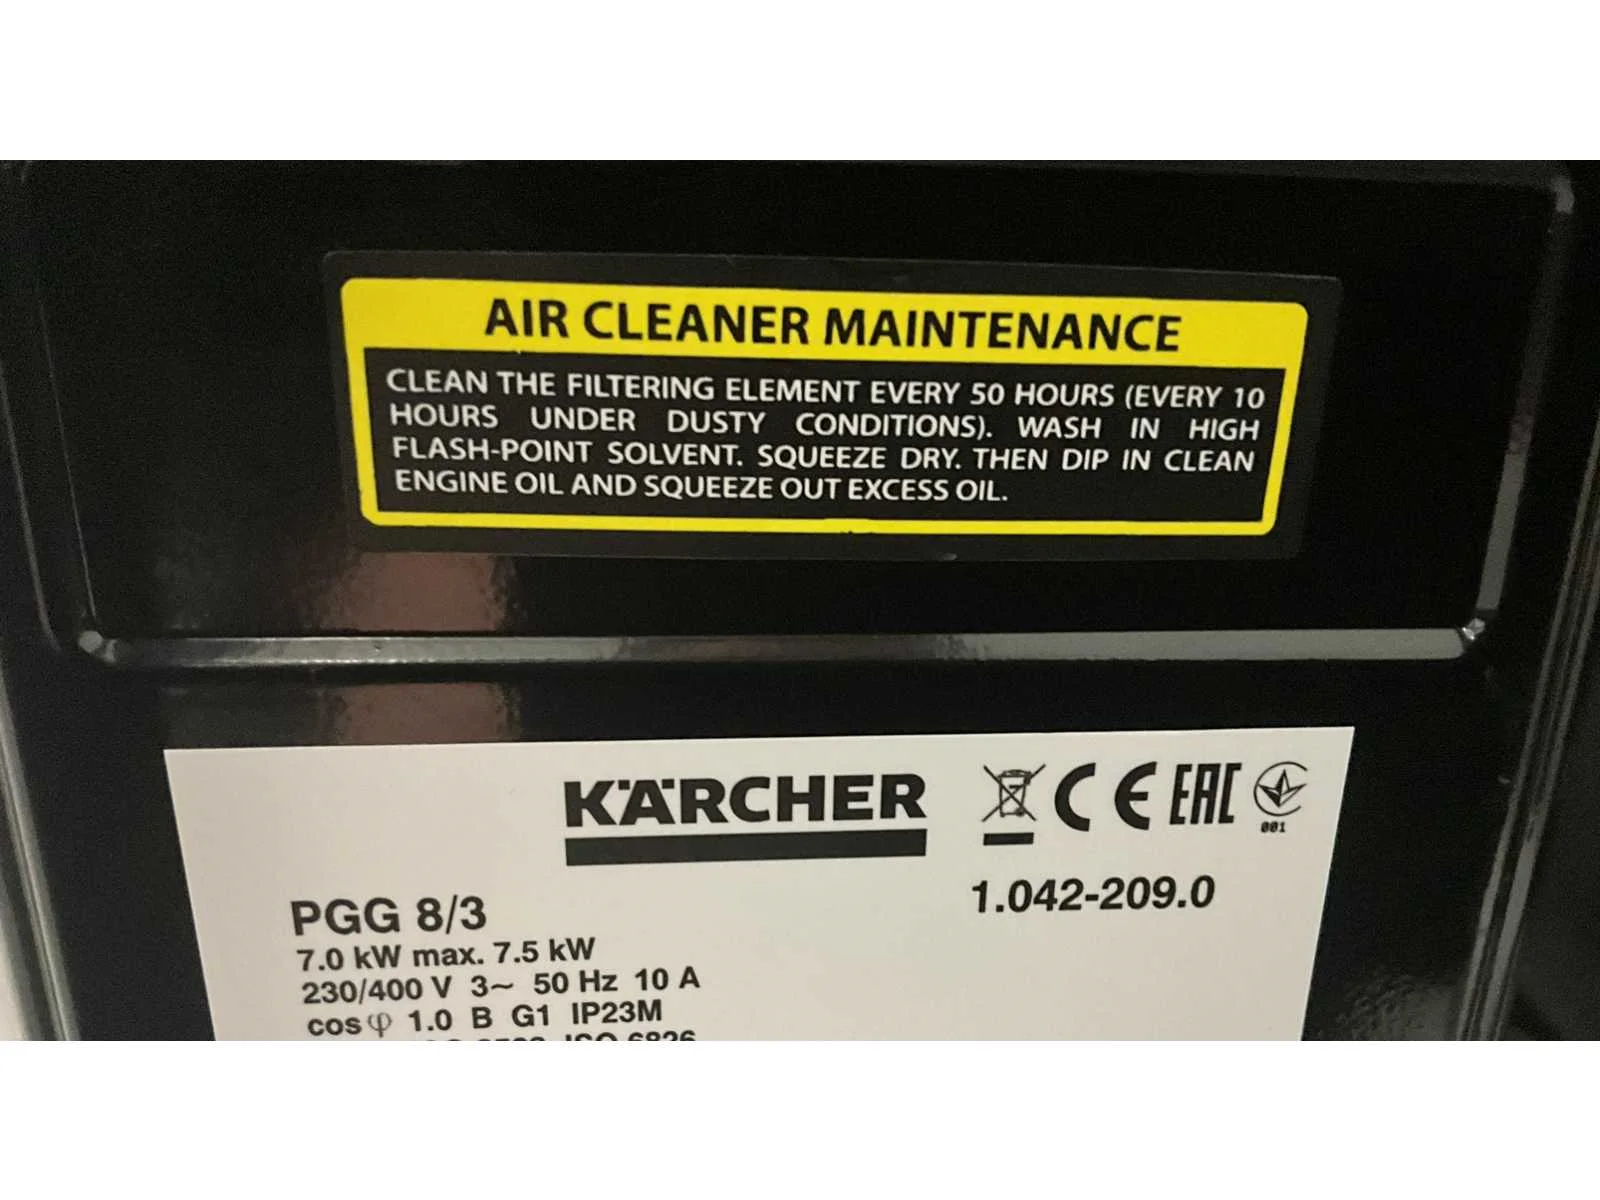 AIR CLEANER MAINTENANCE
CLEAN THE FILTERING ELEMENT EVERY 50 HOURS (EVERY 10
HOURS UNDER DUSTY CONDITIONS). WASH IN HIGH
FLASH-POINT SOLVENT. SQUEEZE DRY. THEN DIP IN CLEAN
ENGINE OIL AND SQUEEZE OUT EXCESS OIL.
KÄRCHER
CE EAC
001
1.042-209.0
PGG 8/3
7.0 kW max. 7.5 kW
230/400 V 3~ 50 Hz 10 A
cos φ 1.0 B G1 IP23M
ISO 6826